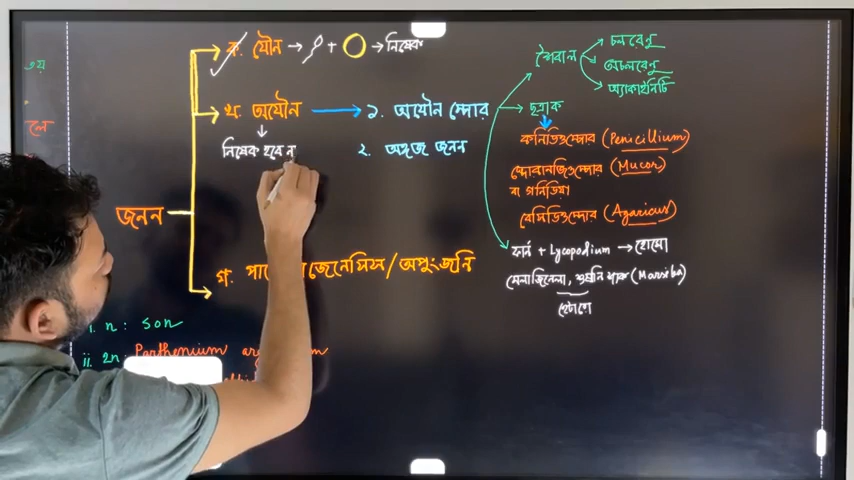 ক. যৌন → + → নিষেক
খ. অযৌন → ১. অযৌন স্পোর
নিষেক হবে ন
২. অঙ্গজ জনন
জনন
জেনেসিস/অপুংজনি
গ.
i. n: son
ii. 2n: Parthenium
শৈবাল
চলরেণু
অচলরেণু
অ্যাকাইনিটি
ছত্রাক
কনিডিওস্পোর (Penicillium)
স্পোরানজিওস্পোর (Mucor)
বা গনিডিয়া
বেসিডিওস্পোর (Agaricus)
ফার্ন + Lycopodium → হোমো
সেলাজিনেলা, শুষনি শাক (Marsilea)
হেটারো